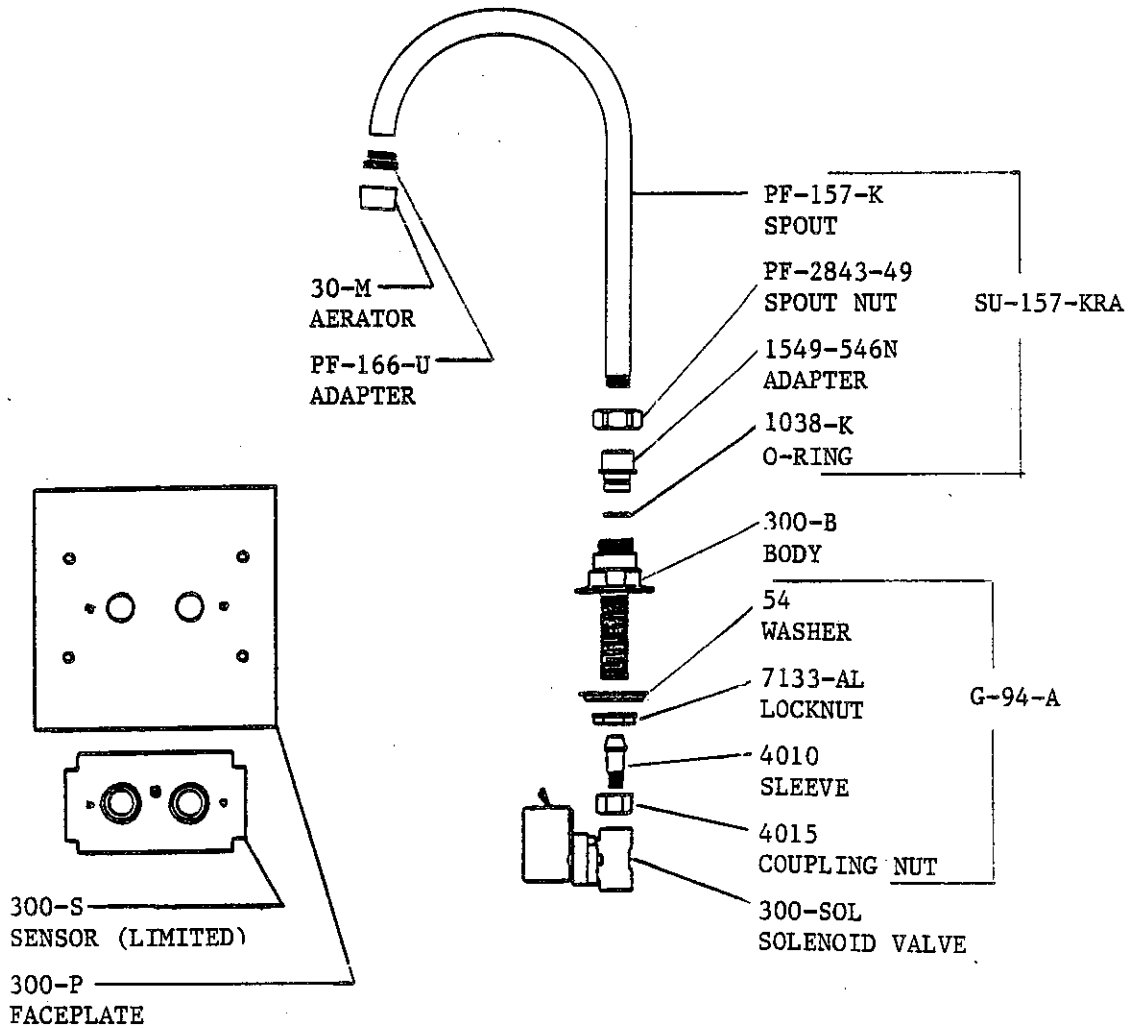 PF-157-K
SPOUT
PF-2843-49
SPOUT NUT
SU-157-KRA
30-M
AERATOR
1549-546N
ADAPTER
PF-166-U
ADAPTER
1038-K
O-RING
300-B
BODY
54
WASHER
7133-AL
LOCKNUT
G-94-A
4010
SLEEVE
4015
COUPLING NUT
300-SOL
SOLENOID VALVE
300-S
SENSOR (LIMITED)
300-P
FACEPLATE